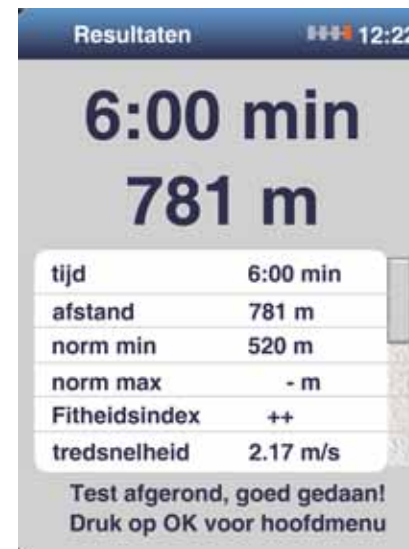 Resultaten 12:22
6:00 min
781 m
tijd 6:00 min
afstand 781 m
norm min 520 m
norm max - m
Fitheidsindex ++
tredsnelheid 2.17 m/s
Test afgerond, goed gedaan!
Druk op OK voor hoofdmenu